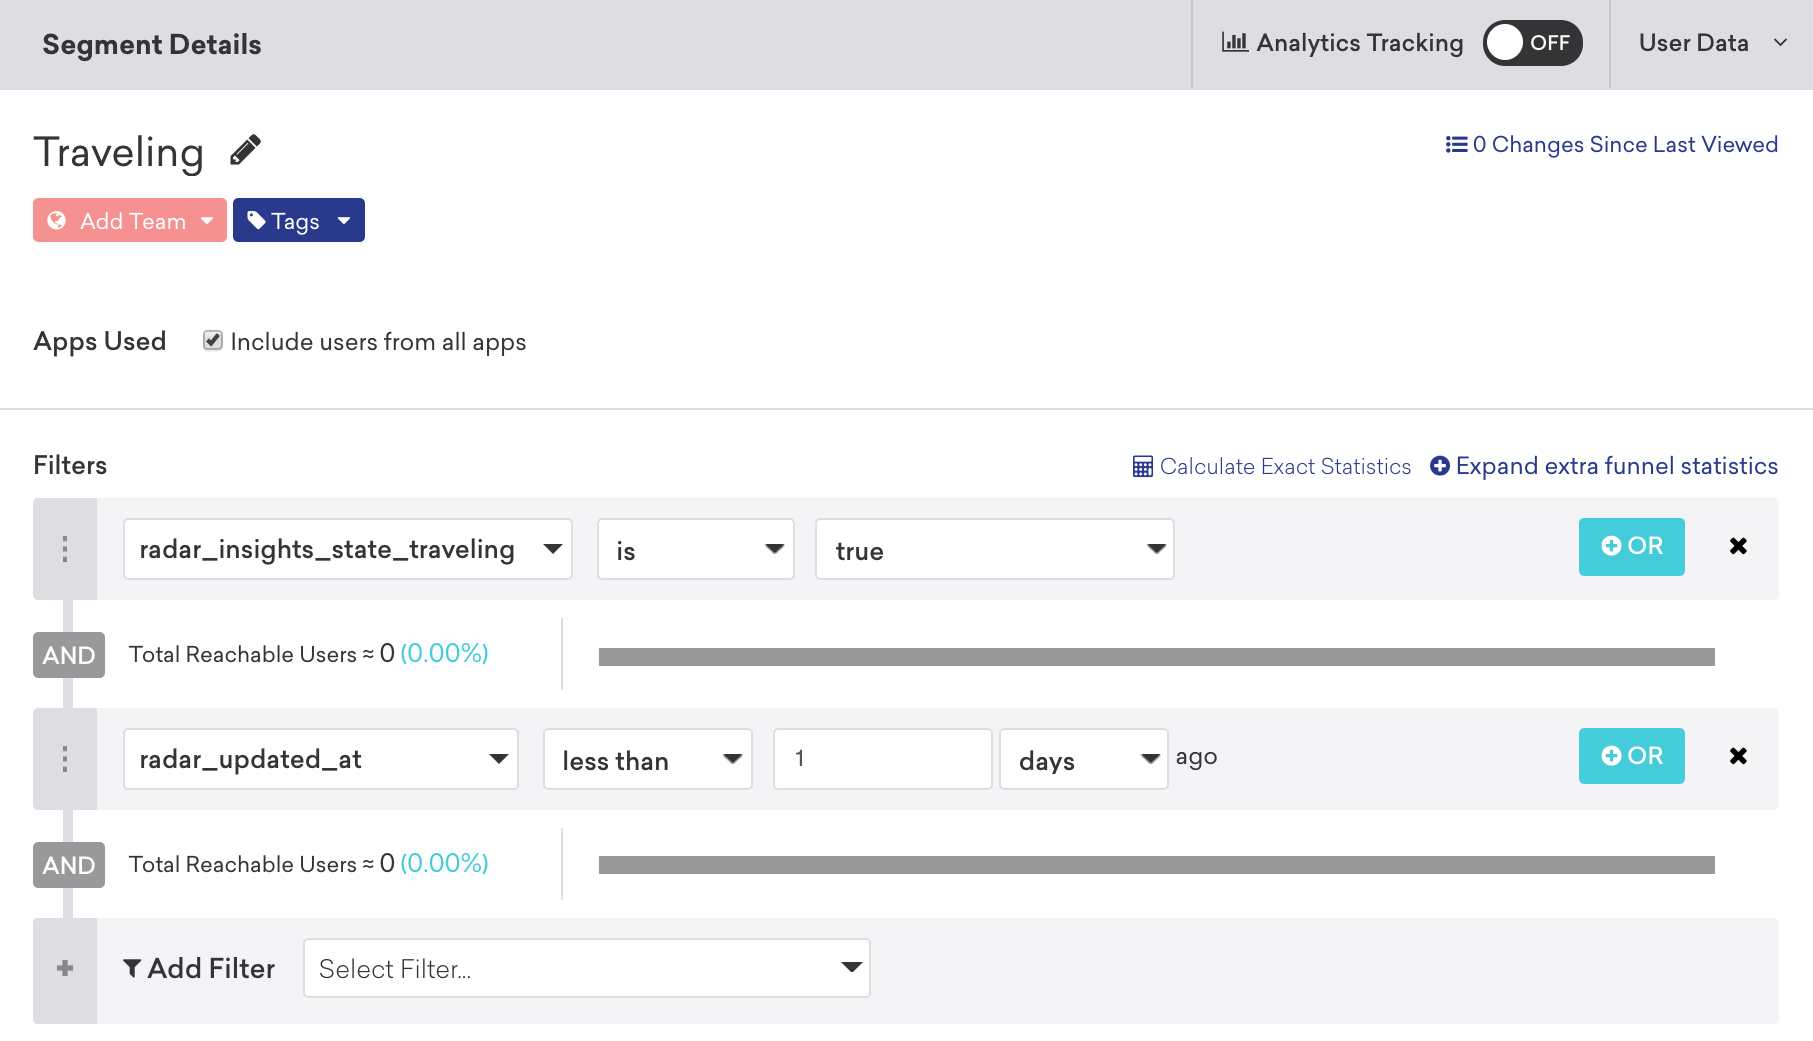 Segment Details
Analytics Tracking OFF User Data
Traveling
0 Changes Since Last Viewed
Add Team Tags
Apps Used Include users from all apps
Filters
Calculate Exact Statistics Expand extra funnel statistics
radar_insights_state_traveling is true OR
AND Total Reachable Users ≈ 0 (0.00%)
radar_updated_at less than 1 days ago OR
AND Total Reachable Users ≈ 0 (0.00%)
Add Filter Select Filter...